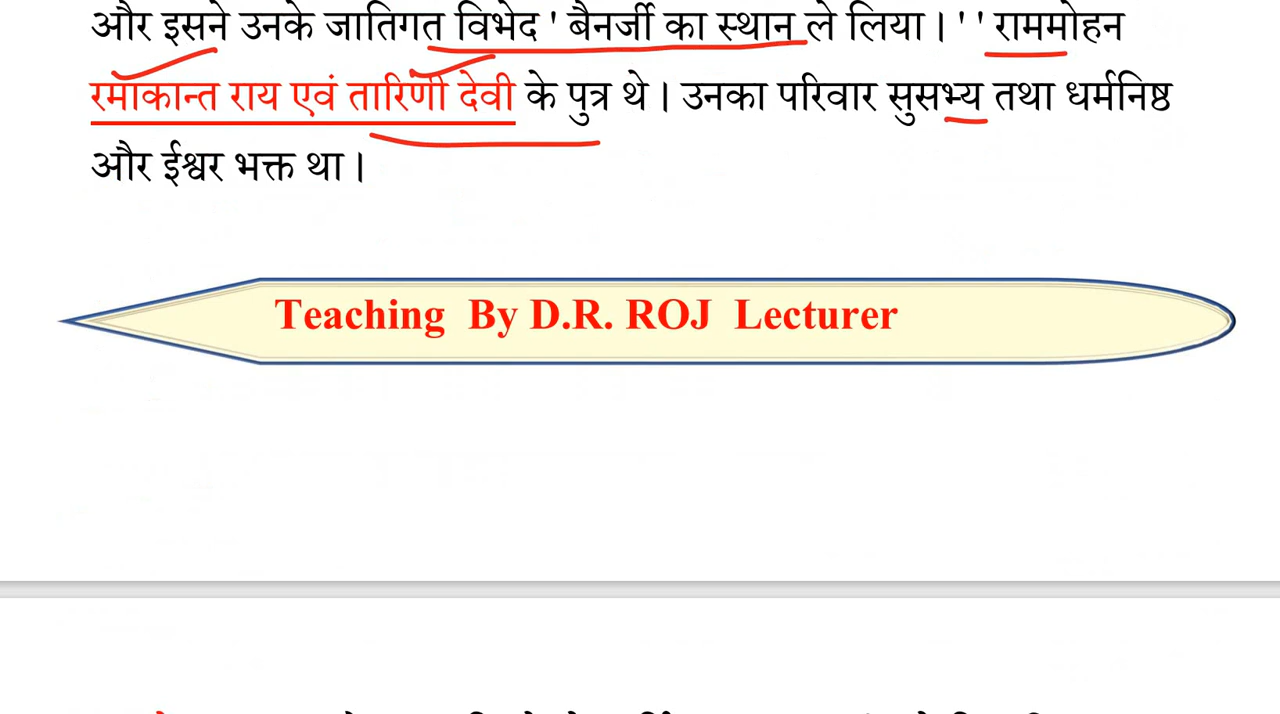 और इसने उनके जातिगत विभेद ' बैनर्जी का स्थान ले लिया। ' ' राममोहन
रमाकान्त राय एवं तारिणी देवी के पुत्र थे। उनका परिवार सुसभ्य तथा धर्मनिष्ठ
और ईश्वर भक्त था।
Teaching By D.R. ROJ Lecturer